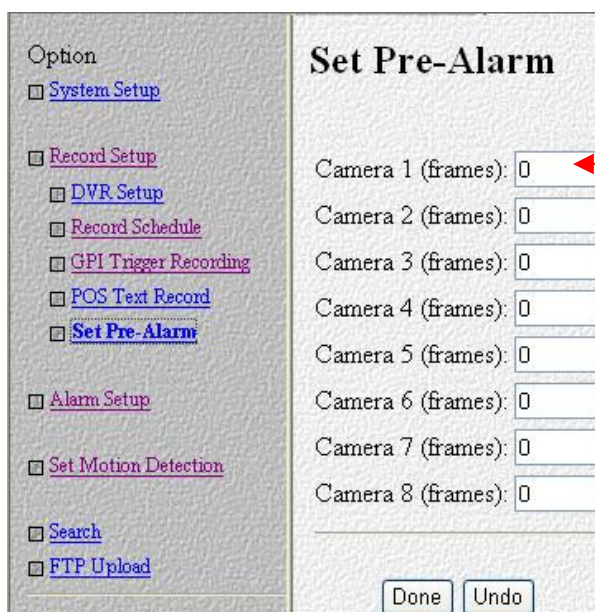 Option
System Setup
Record Setup
DVR Setup
Record Schedule
GPI Trigger Recording
POS Text Record
Set Pre-Alarm
Alarm Setup
Set Motion Detection
Search
FTP Upload
Set Pre-Alarm
Camera 1 (frames): 0
Camera 2 (frames): 0
Camera 3 (frames): 0
Camera 4 (frames): 0
Camera 5 (frames): 0
Camera 6 (frames): 0
Camera 7 (frames): 0
Camera 8 (frames): 0
Done Undo